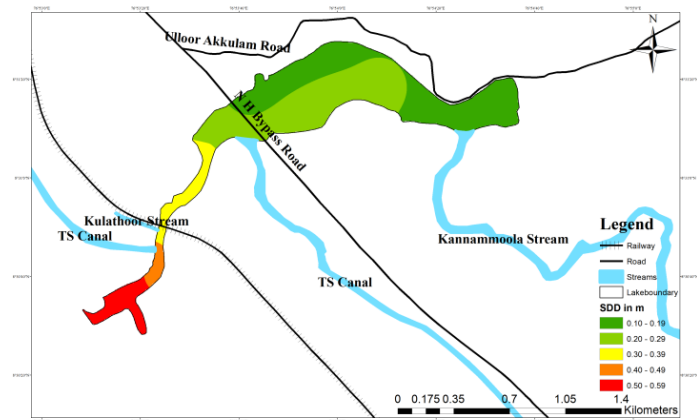 N
Ulloor Akkulam Road
N H Bypass Road
Kulathoor Stream
TS Canal
Kannammoola Stream
TS Canal
Legend
Railway
Road
Streams
Lakeboundary
SDD in m
0.10 - 0.19
0.20 - 0.29
0.30 - 0.39
0.40 - 0.49
0.50 - 0.59
0 0.175 0.35 0.7 1.05 1.4
Kilometers